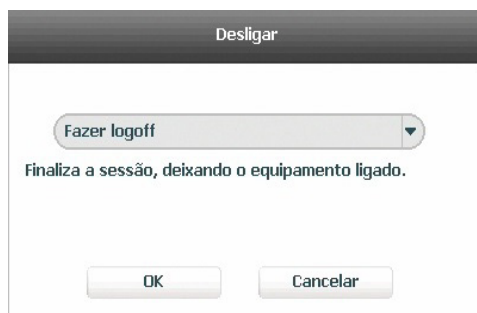 Desligar
Fazer logoff
Finaliza a sessão, deixando o equipamento ligado.
OK
Cancelar